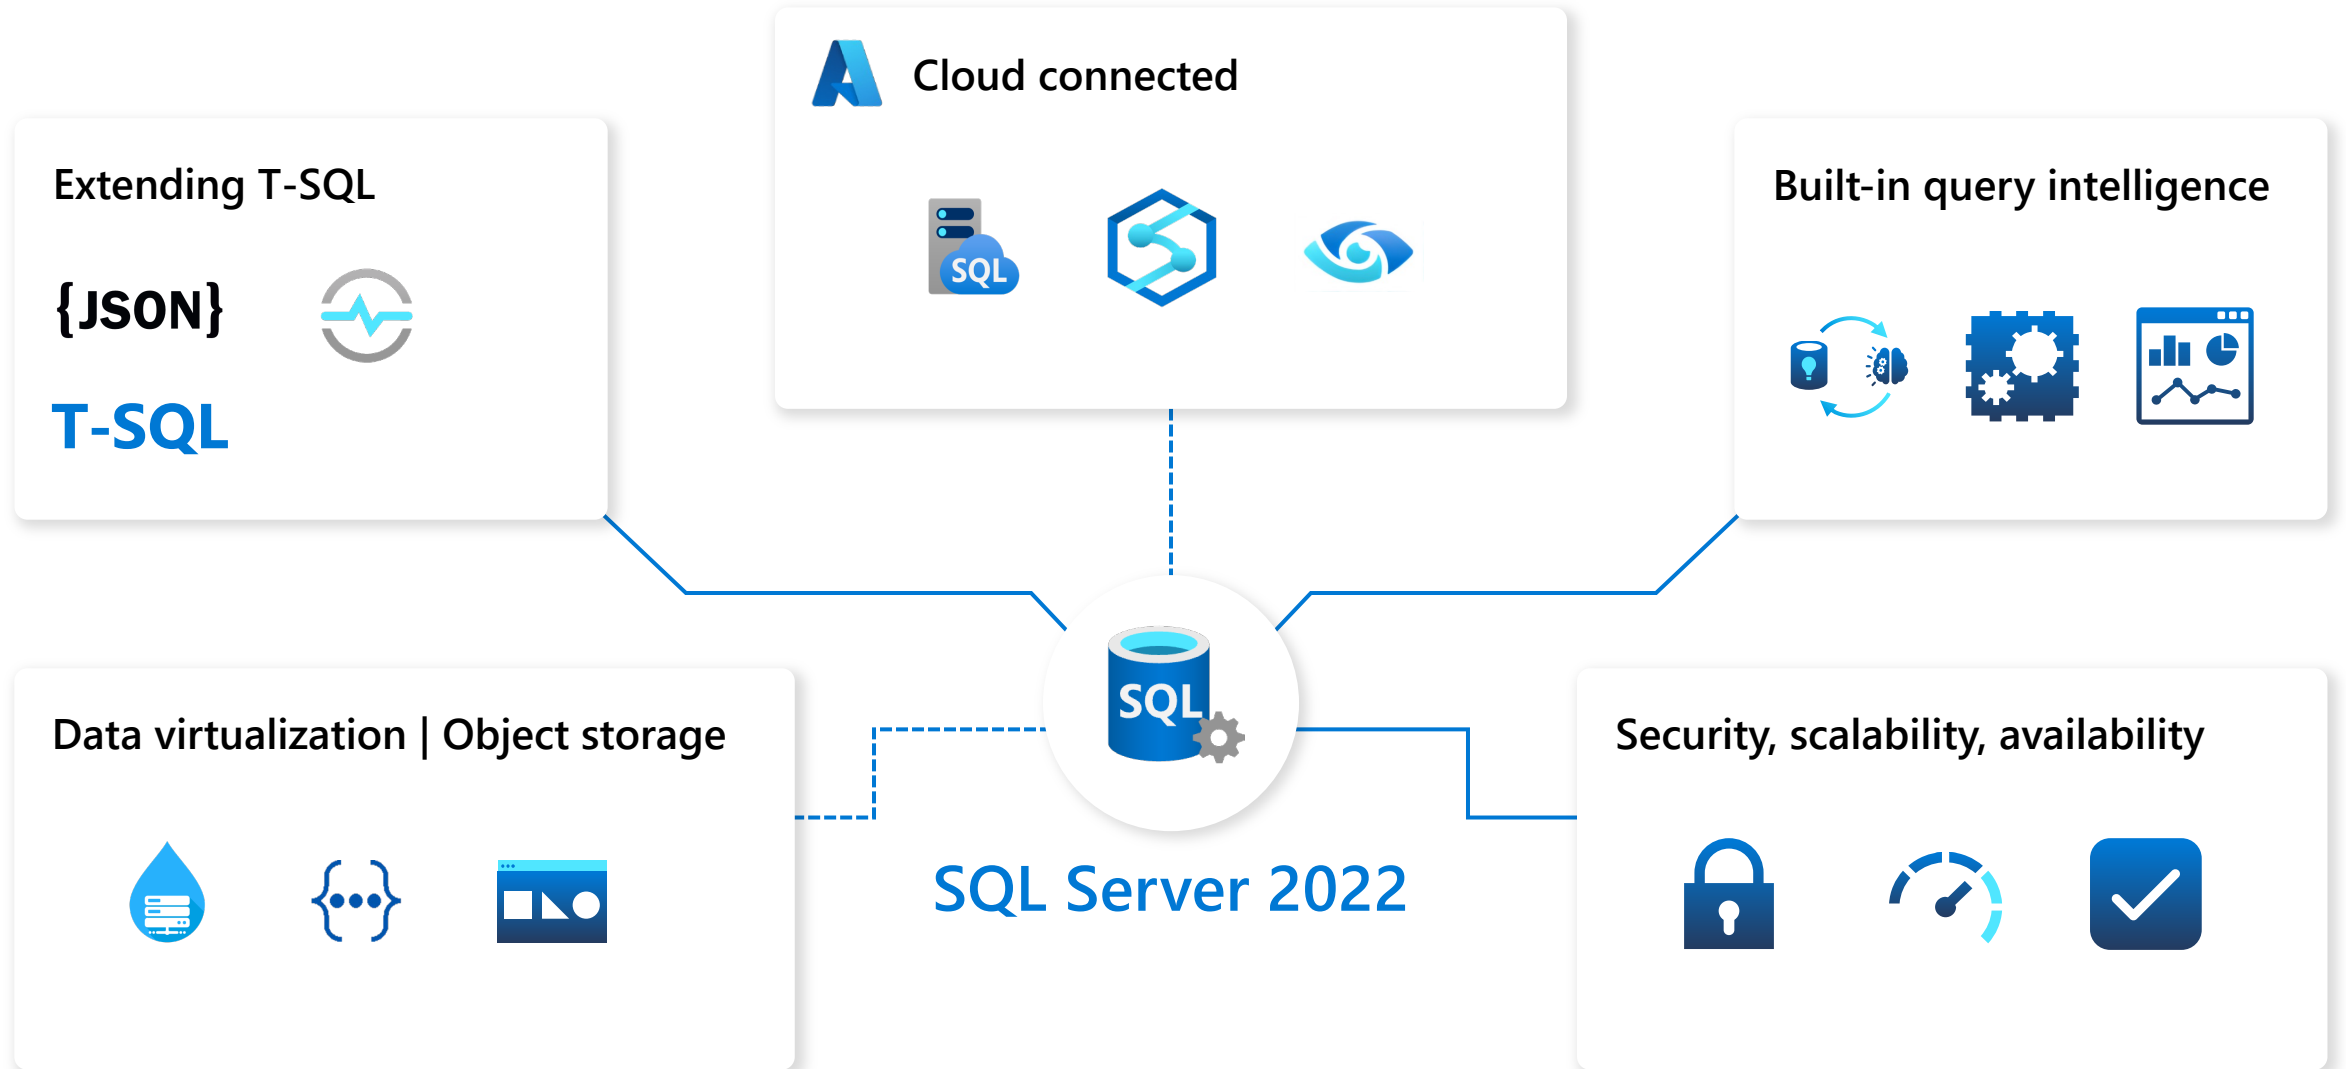 Cloud connected
SQL
Extending T-SQL
{JSON}
T-SQL
Built-in query intelligence
Data virtualization | Object storage
SQL
SQL Server 2022
Security, scalability, availability